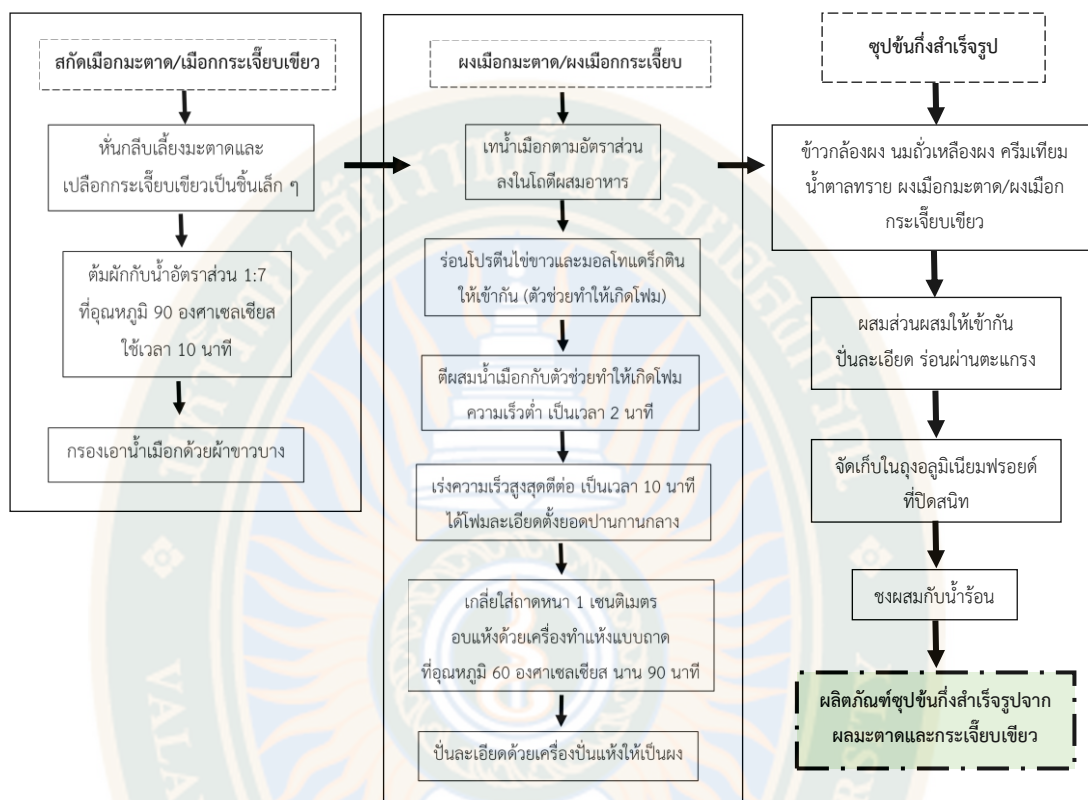 สกัดเมือกมะตาด/เมือกกระเจี๊ยบเขียว
หั่นกลีบเลี้ยงมะตาดและ
เปลือกกระเจี๊ยบเขียวเป็นชิ้นเล็ก ๆ
ต้มผักกับน้ำอัตราส่วน 1:7
ที่อุณหภูมิ 90 องศาเซลเซียส
ใช้เวลา 10 นาที
กรองเอาน้ำเมือกด้วยผ้าขาวบาง
ผงเมือกมะตาด/ผงเมือกกระเจี๊ยบ
เทน้ำเมือกตามอัตราส่วน
ลงในโถตีผสมอาหาร
ร่อนโปรตีนไข่ขาวและมอลโทแดร็กติน
ให้เข้ากัน (ตัวช่วยทำให้เกิดโฟม)
ตีผสมน้ำเมือกกับตัวช่วยทำให้เกิดโฟม
ความเร็วต่ำ เป็นเวลา 2 นาที
เร่งความเร็วสูงสุดตีต่อ เป็นเวลา 10 นาที
ได้โฟมละเอียดตั้งยอดปานกานกลาง
เกลี่ยใส่ถาดหนา 1 เซนติเมตร
อบแห้งด้วยเครื่องทำแห้งแบบถาด
ที่อุณหภูมิ 60 องศาเซลเซียส นาน 90 นาที
ปั่นละเอียดด้วยเครื่องปั่นแห้งให้เป็นผง
ซุปข้นกึ่งสำเร็จรูป
ข้าวกล้องผง นมถั่วเหลืองผง ครีมเทียม
น้ำตาลทราย ผงเมือกมะตาด/ผงเมือก
กระเจี๊ยบเขียว
ผสมส่วนผสมให้เข้ากัน
ปั่นละเอียด ร่อนผ่านตะแกรง
จัดเก็บในถุงอลูมิเนียมฟรอยด์
ที่ปิดสนิท
ชงผสมกับน้ำร้อน
ผลิตภัณฑ์ซุปข้นกึ่งสำเร็จรูปจาก
ผลมะตาดและกระเจี๊ยบเขียว